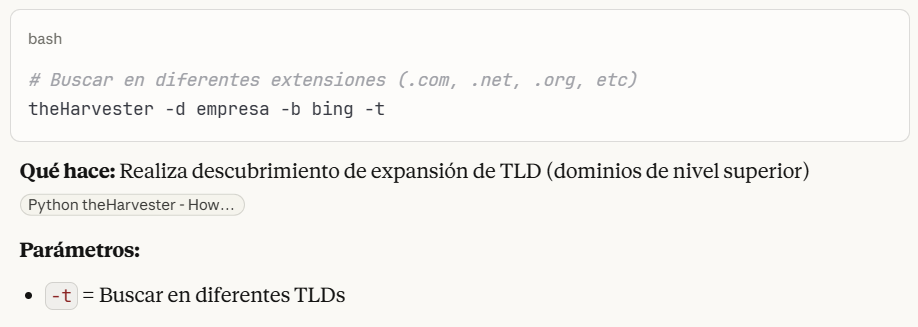 bash
# Buscar en diferentes extensiones (.com, .net, .org, etc)
theHarvester -d empresa -b bing -t
Qué hace: Realiza descubrimiento de expansión de TLD (dominios de nivel superior)
Python theHarvester - How...
Parámetros:
-t = Buscar en diferentes TLDs